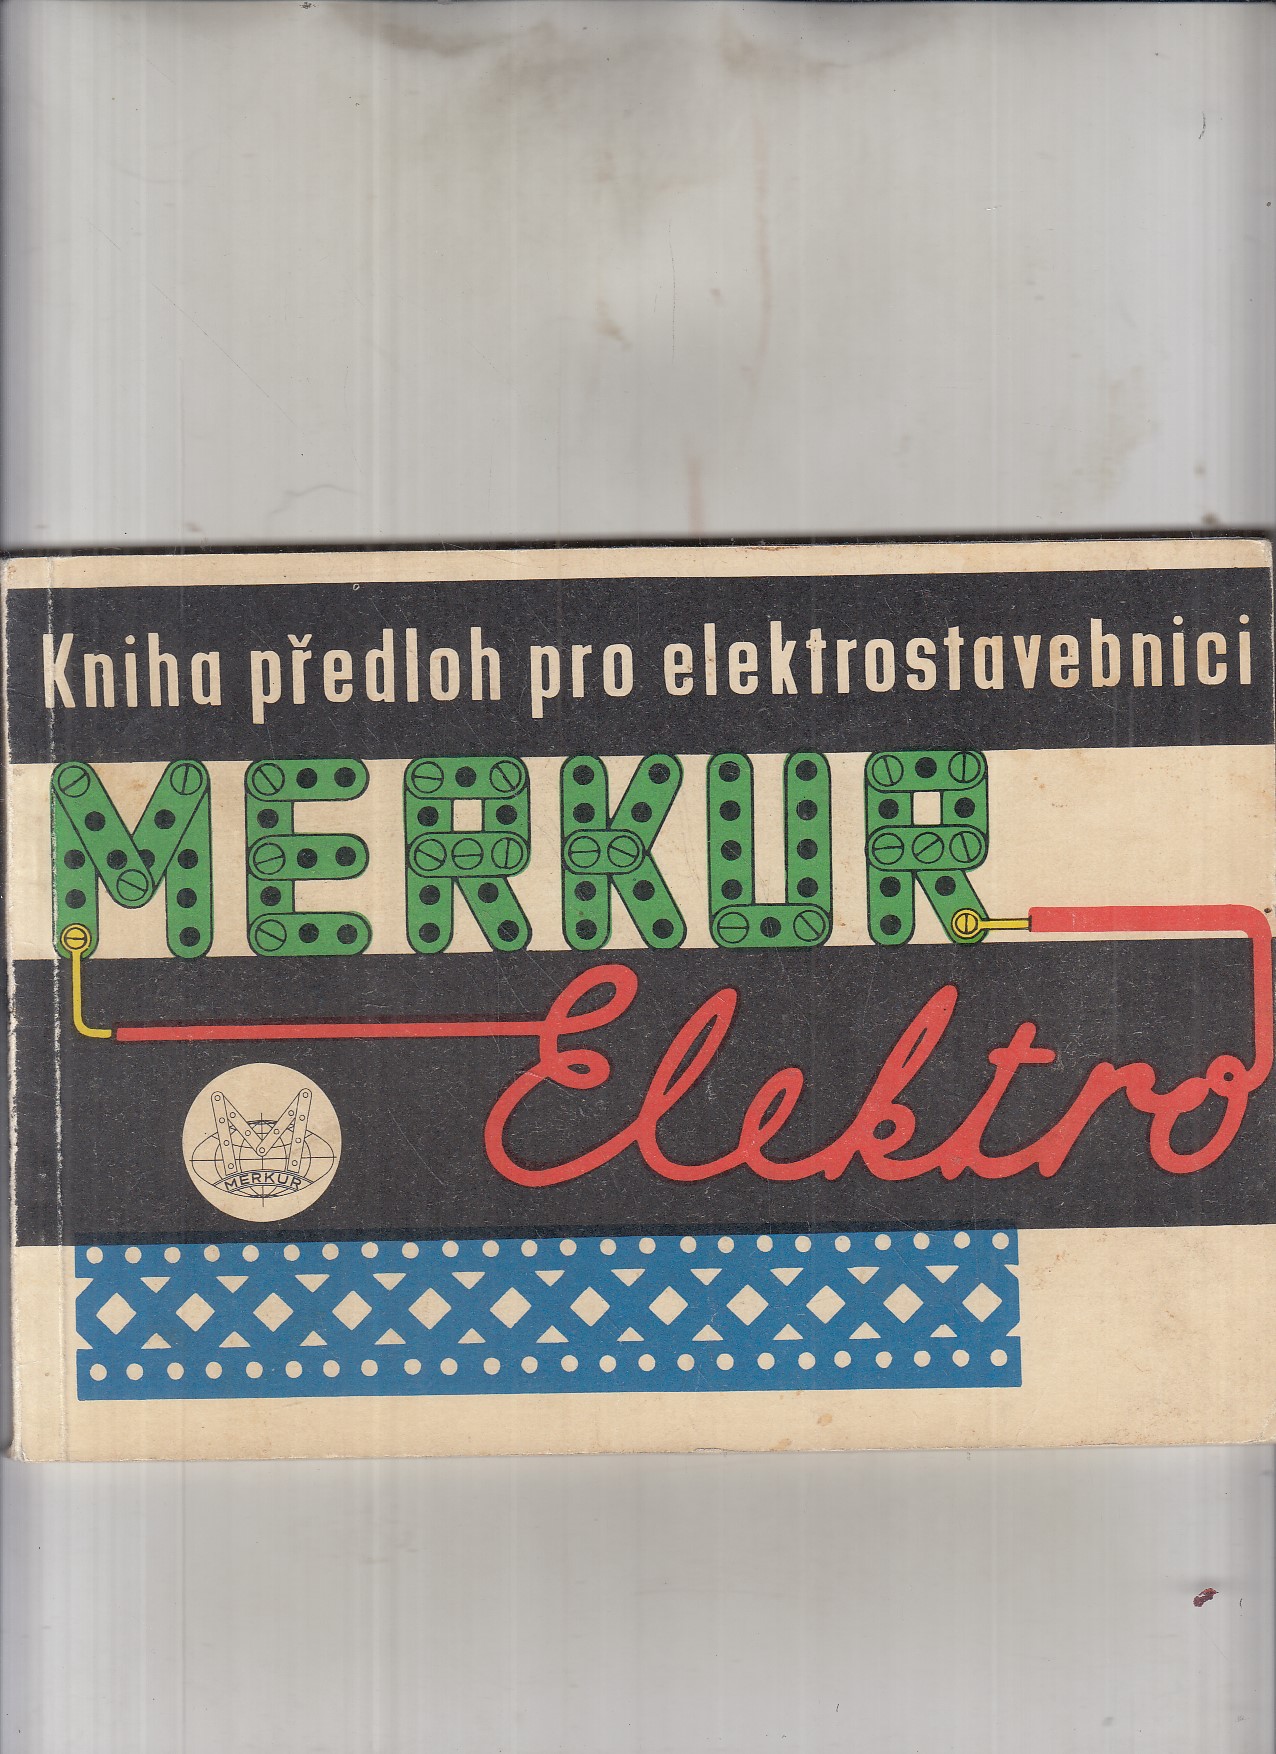 Kniha předloh pro elektrostavebnici
MERKUR
Elektro
MERKUR